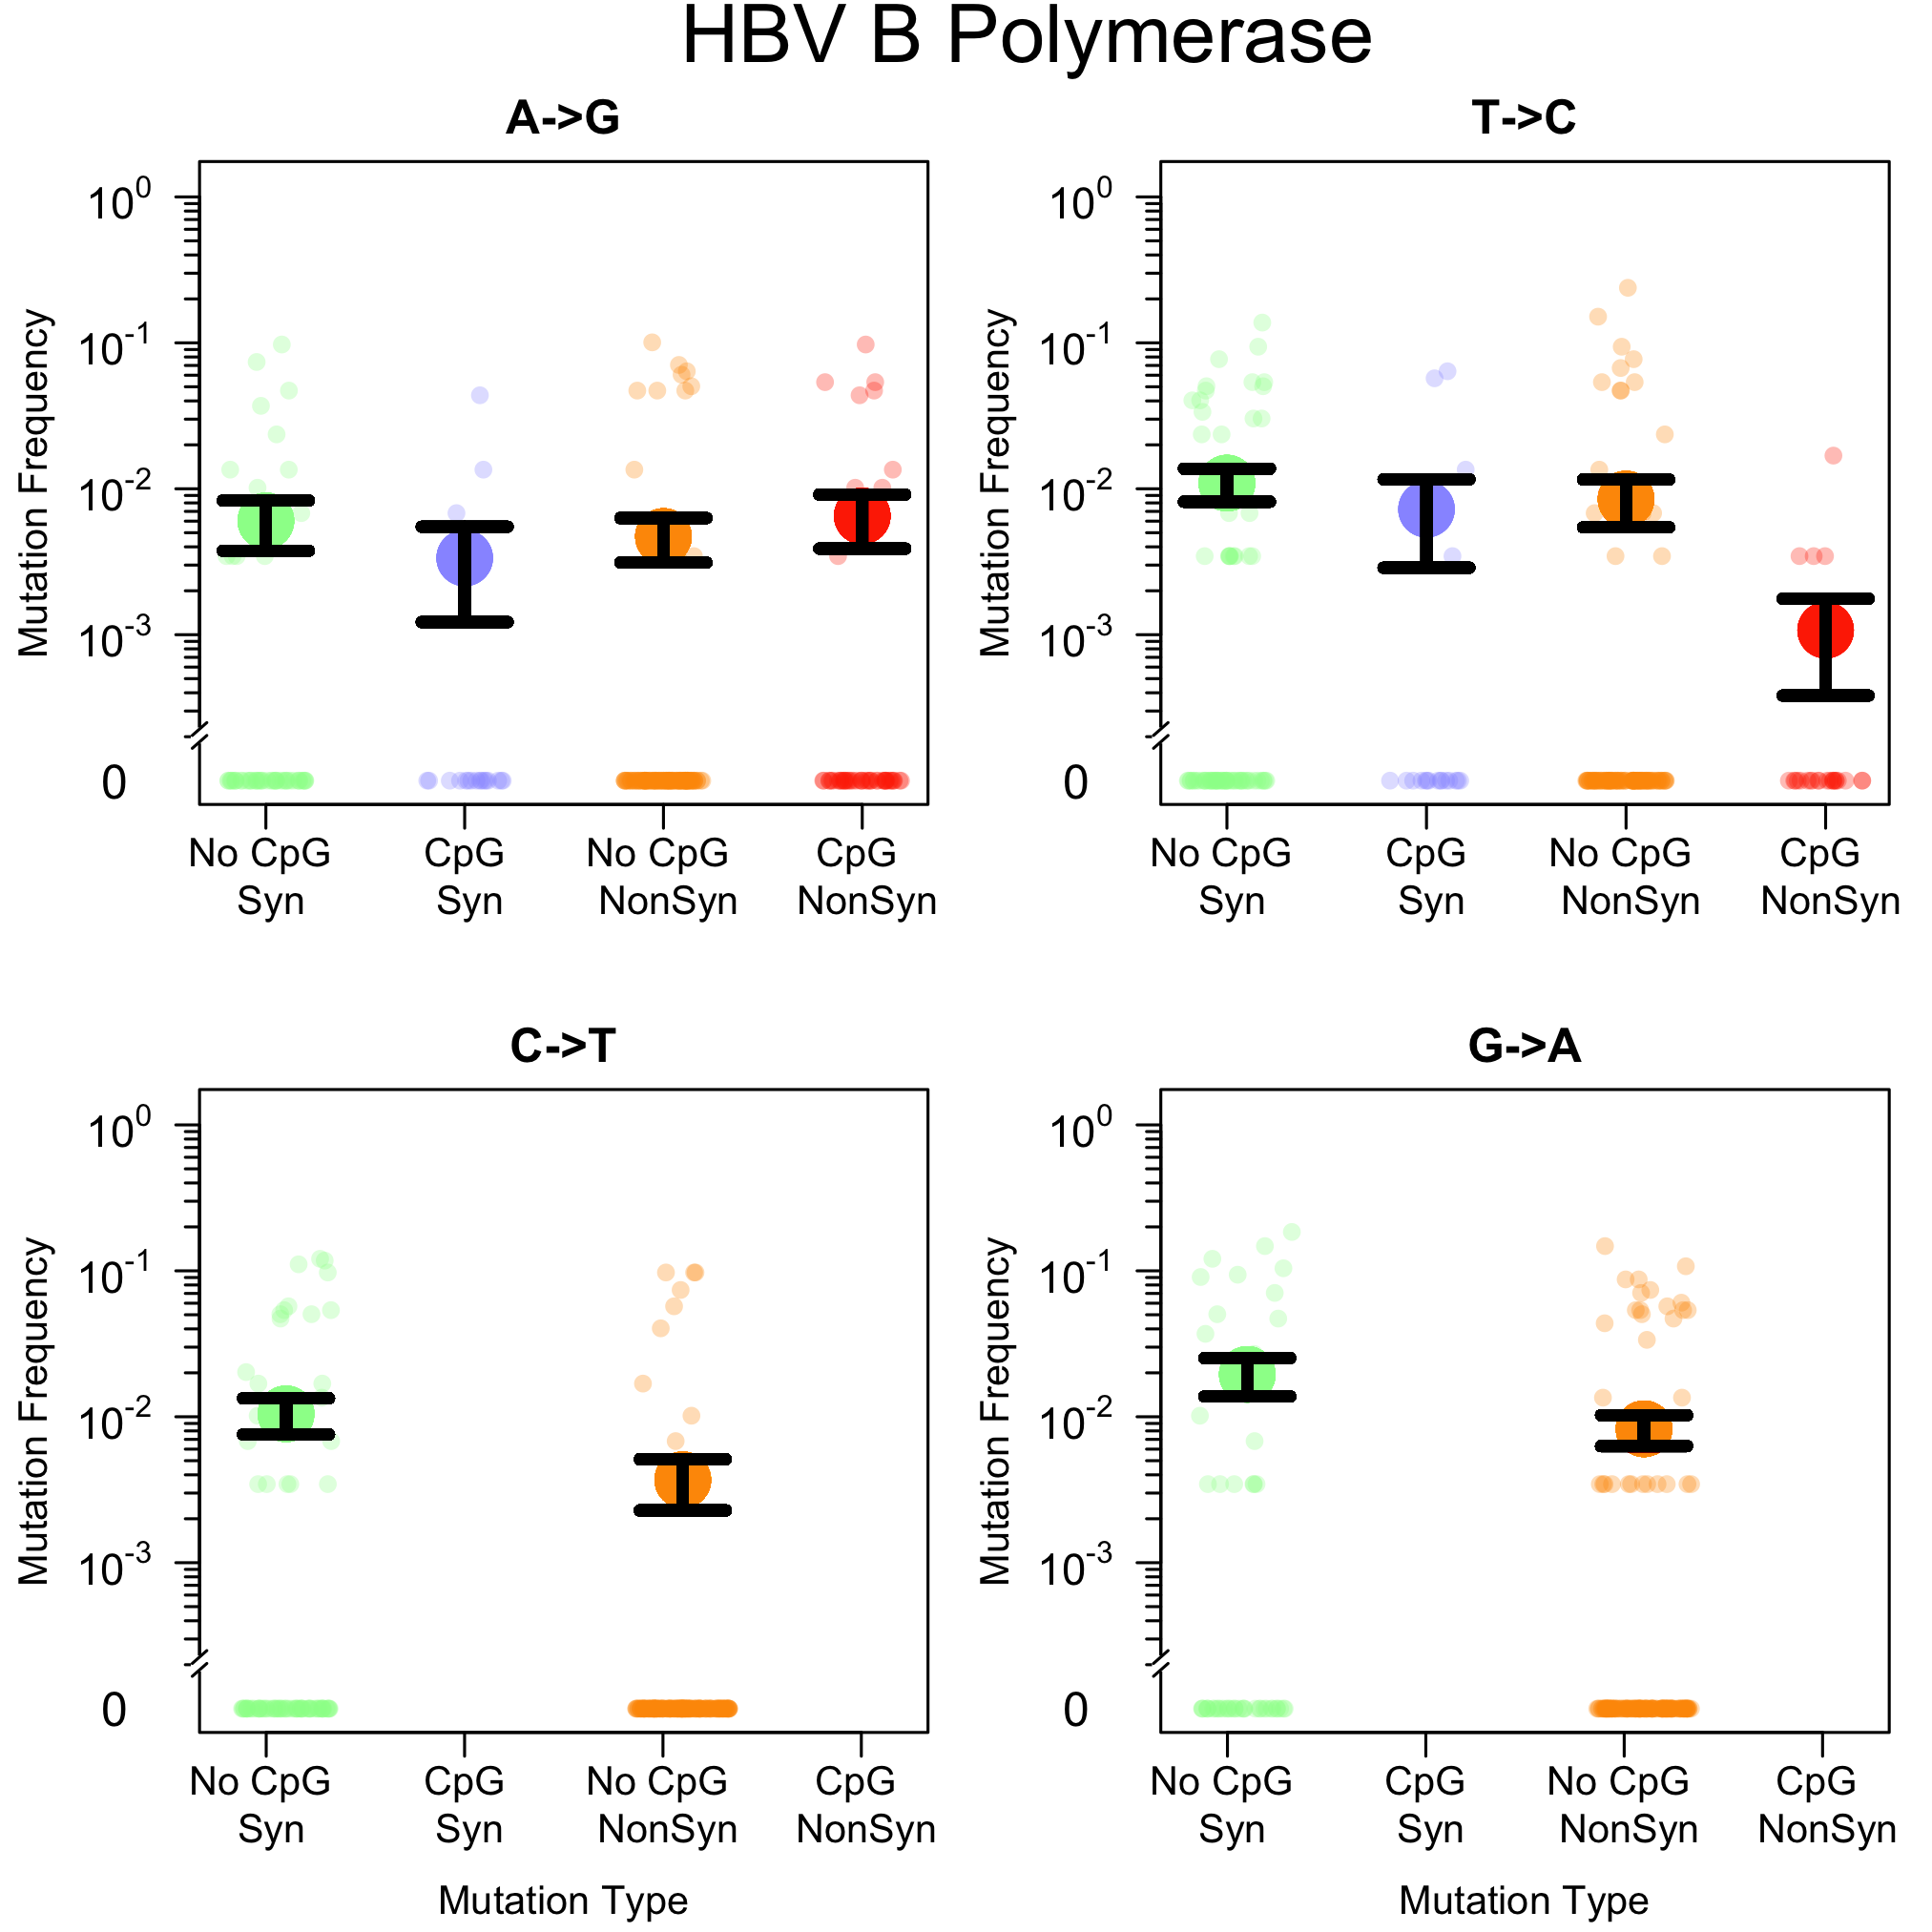 HBV B Polymerase
A->G
T->C
Mutation Frequency
10^0
10^-1
10^-2
10^-3
0
No CpG
Syn
CpG
Syn
No CpG
NonSyn
CpG
NonSyn
Mutation Frequency
10^0
10^-1
10^-2
10^-3
0
No CpG
Syn
CpG
Syn
No CpG
NonSyn
CpG
NonSyn
C->T
G->A
Mutation Frequency
10^0
10^-1
10^-2
10^-3
0
No CpG
Syn
CpG
Syn
No CpG
NonSyn
CpG
NonSyn
Mutation Type
Mutation Frequency
10^0
10^-1
10^-2
10^-3
0
No CpG
Syn
CpG
Syn
No CpG
NonSyn
CpG
NonSyn
Mutation Type